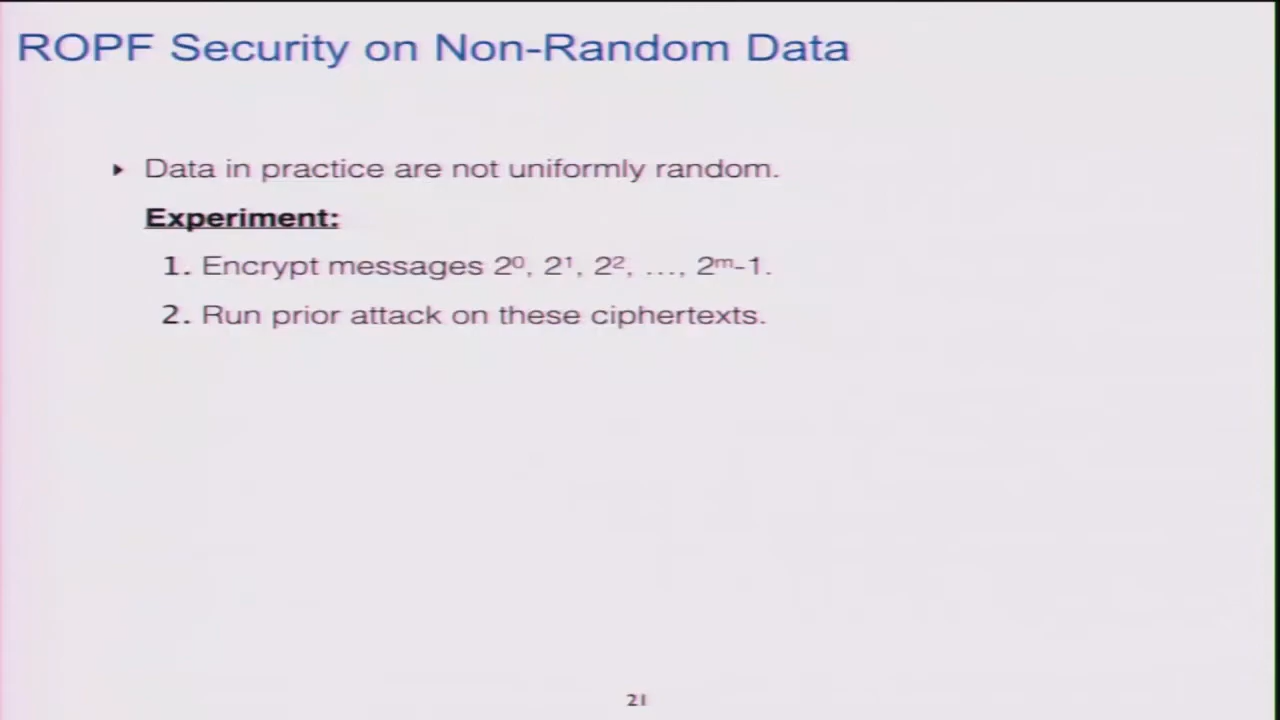 ROPF Security on Non-Random Data
▸ Data in practice are not uniformly random.
Experiment:
1. Encrypt messages 2⁰, 2¹, 2², …, 2ᵐ-1.
2. Run prior attack on these ciphertexts.
21